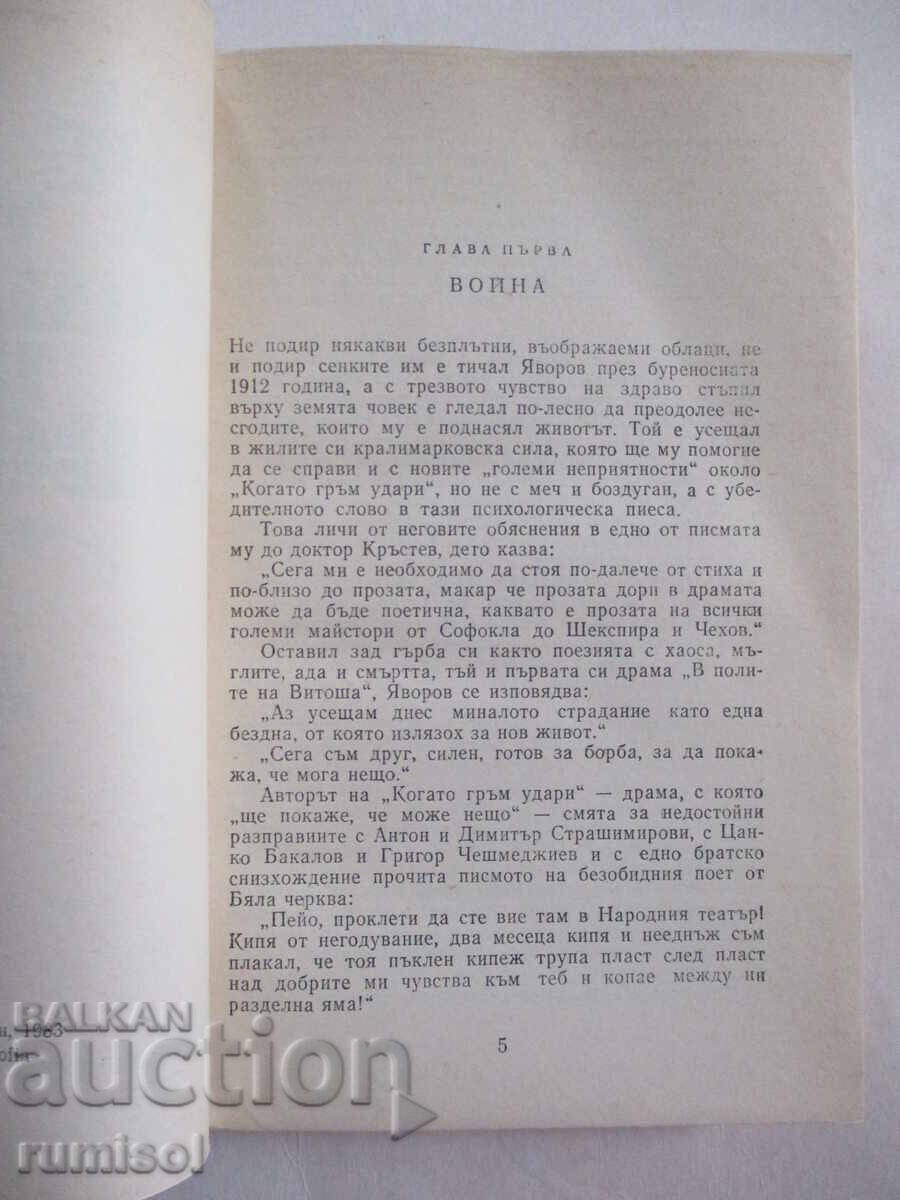 ГЛАВА ПЪРВА
ВОЙНА
Не подир някакви безплътни, въображаеми облаци, не
и подир сенките им е тичал Яворов през буреносната
1912 година, а с трезвото чувство на здраво стъпил
върху земята човек е гледал по-лесно да преодолее не-
сгодите, които му е поднасял животът. Той е усещал
в жилите си кралимарковска сила, която ще му помогне
да се справи и с новите „големи неприятности“ около
„Когато гръм удари“, но не с меч и боздуган, а с убе-
дителното слово в тази психологическа пиеса.
Това личи от неговите обяснения в едно от писмата
му до доктор Кръстев, дето казва:
„Сега ми е необходимо да стоя по-далече от стиха и
по-близо до прозата, макар че прозата дори в драмата
може да бъде поетична, каквато е прозата на всички
големи майстори от Софокла до Шекспира и Чехов.“
Оставил зад гърба си както поезията с хаоса, мъ-
глите, ада и смъртта, тъй и първата си драма „В поли-
те на Витоша“, Яворов се изповядва:
„Аз усещам днес миналото страдание като една
бездна, от която излязох за нов живот.“
„Сега съм друг, силен, готов за борба, за да пока-
жа, че мога нещо.“
Авторът на „Когато гръм удари“ — драма, с която
„ще покаже, че може нещо“ — смята за недостойни
разправиите с Антон и Димитър Страшимирови, с Цан-
ко Бакалов и Григор Чешмеджиев и с едно братско
снизхождение прочита писмото на безобидния поет от
Бяла черква:
„Пейо, проклети да сте вие там в Народния театър!
Кипя от негодувание, два месеца кипя и нееднъж съм
плакал, че тоя пъклен кипеж трупа пласт след пласт
над добрите ми чувства към теб и копае между ни
разделна яма!“
5
н, 1983
BALKAN
auction
rumisol